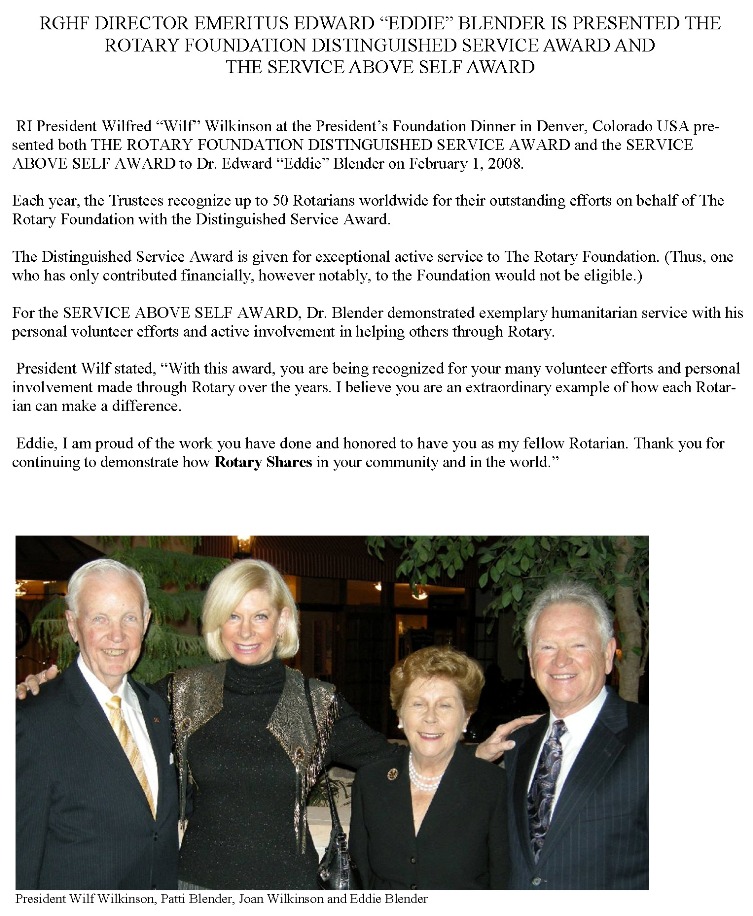 RGHF DIRECTOR EMERITUS EDWARD “EDDIE” BLENDER IS PRESENTED THE
ROTARY FOUNDATION DISTINGUISHED SERVICE AWARD AND
THE SERVICE ABOVE SELF AWARD
RI President Wilfred “Wilf” Wilkinson at the President’s Foundation Dinner in Denver, Colorado USA pre-
sented both THE ROTARY FOUNDATION DISTINGUISHED SERVICE AWARD and the SERVICE
ABOVE SELF AWARD to Dr. Edward “Eddie” Blender on February 1, 2008.
Each year, the Trustees recognize up to 50 Rotarians worldwide for their outstanding efforts on behalf of The
Rotary Foundation with the Distinguished Service Award.
The Distinguished Service Award is given for exceptional active service to The Rotary Foundation. (Thus, one
who has only contributed financially, however notably, to the Foundation would not be eligible.)
For the SERVICE ABOVE SELF AWARD, Dr. Blender demonstrated exemplary humanitarian service with his
personal volunteer efforts and active involvement in helping others through Rotary.
President Wilf stated, “With this award, you are being recognized for your many volunteer efforts and personal
involvement made through Rotary over the years. I believe you are an extraordinary example of how each Rotar-
ian can make a difference.
Eddie, I am proud of the work you have done and honored to have you as my fellow Rotarian. Thank you for
continuing to demonstrate how Rotary Shares in your community and in the world.”
President Wilf Wilkinson, Patti Blender, Joan Wilkinson and Eddie Blender